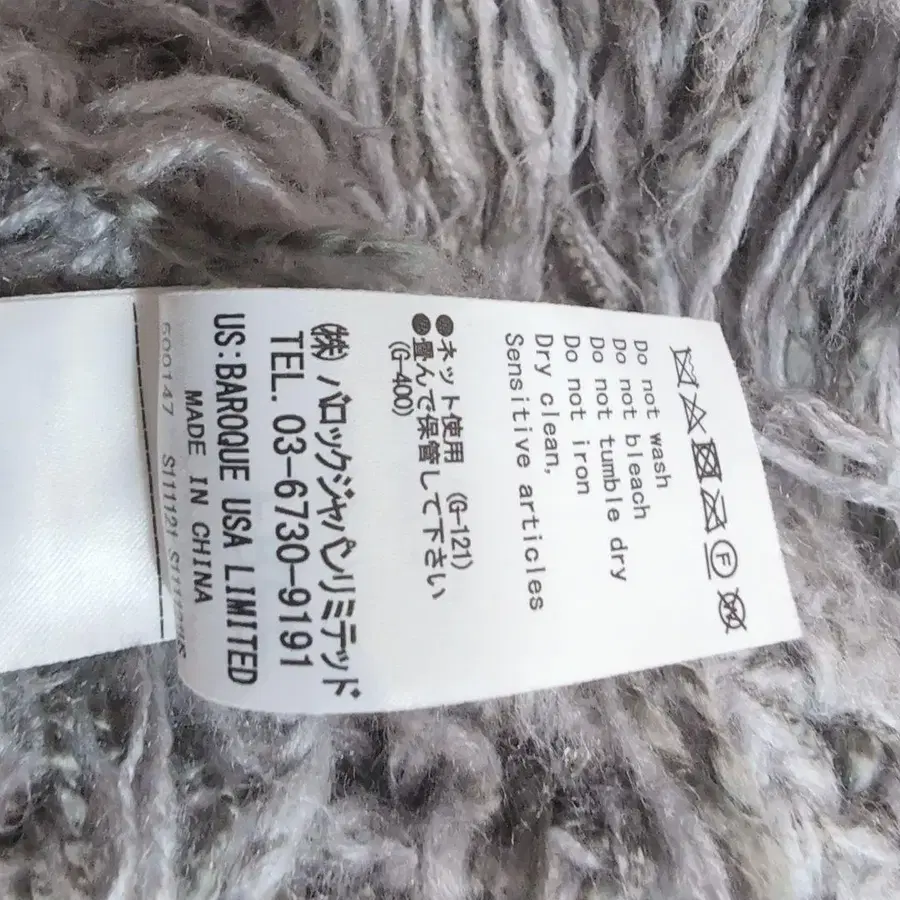 Do not wash
Do not bleach
Do not tumble dry
Do not iron
Dry clean,
Sensitive articles
●ネット使用 (G-121)
●畳んで保管して下さい
(G-400)
㈱バロックジャパンリミテッド
TEL. 03-6730-9191
US:BAROQUE USA LIMITED
MADE IN CHINA
S111121
F
W